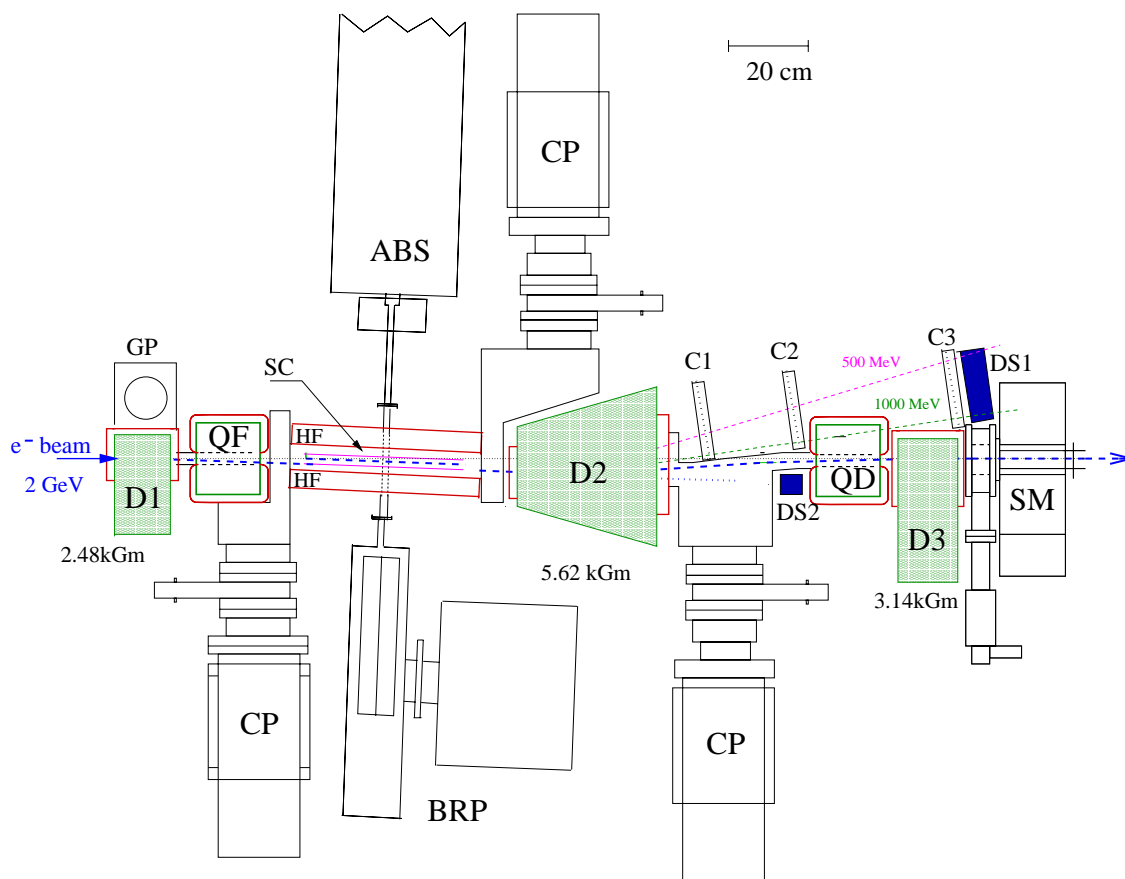 20 cm
CP
ABS
GP
SC
C1
C2
C3
DS1
500 MeV
1000 MeV
e⁻ beam
2 GeV
QF
HF
HF
D1
D2
QD
DS2
D3
SM
2.48kGm
5.62 kGm
3.14kGm
CP
CP
BRP